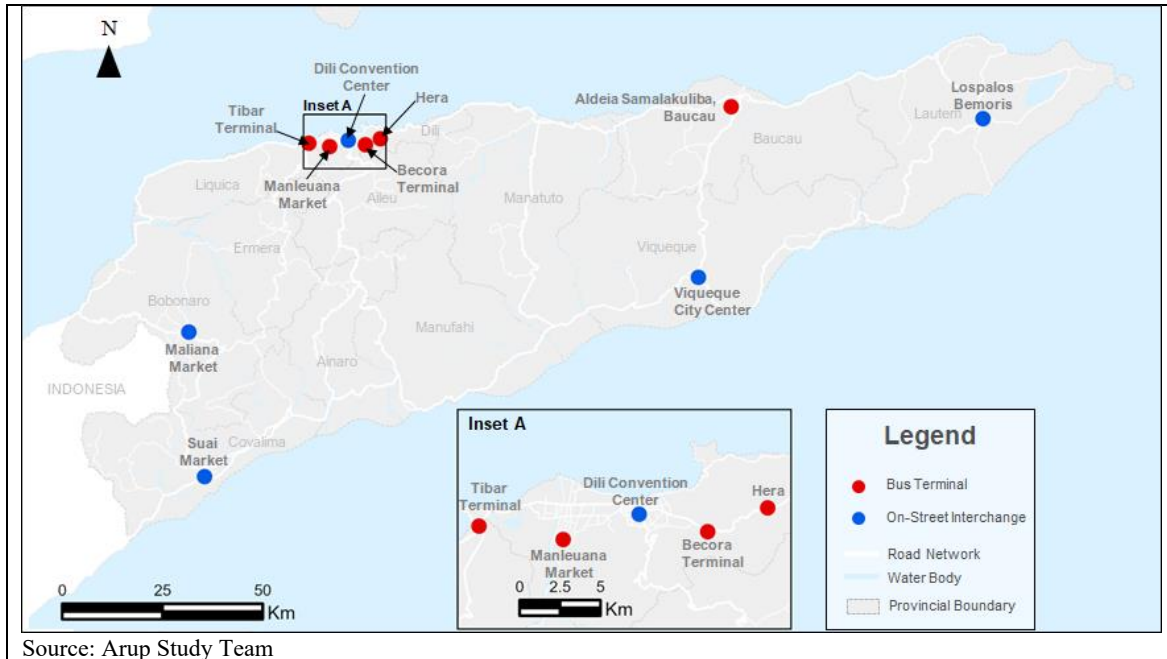 N
Dili Convention
Center
Hera
Inset A
Tibar
Terminal
Dili
Aldeia Samalakuliba,
Baucau
Lospalos
Bemoris
Lautem
Baucau
Becora
Terminal
Manleuana
Market
Liquica
Aileu
Manatuto
Ermera
Viqueque
Viqueque
City Center
Bobonaro
Maliana
Market
Manufahi
Ainaro
INDONESIA
Suai
Market
Covalima
0 25 50
Km
Inset A
Tibar
Terminal
Dili Convention
Center
Hera
Manleuana
Market
Becora
Terminal
0 2.5 5
Km
Legend
Bus Terminal
On-Street Interchange
Road Network
Water Body
Provincial Boundary
Source: Arup Study Team